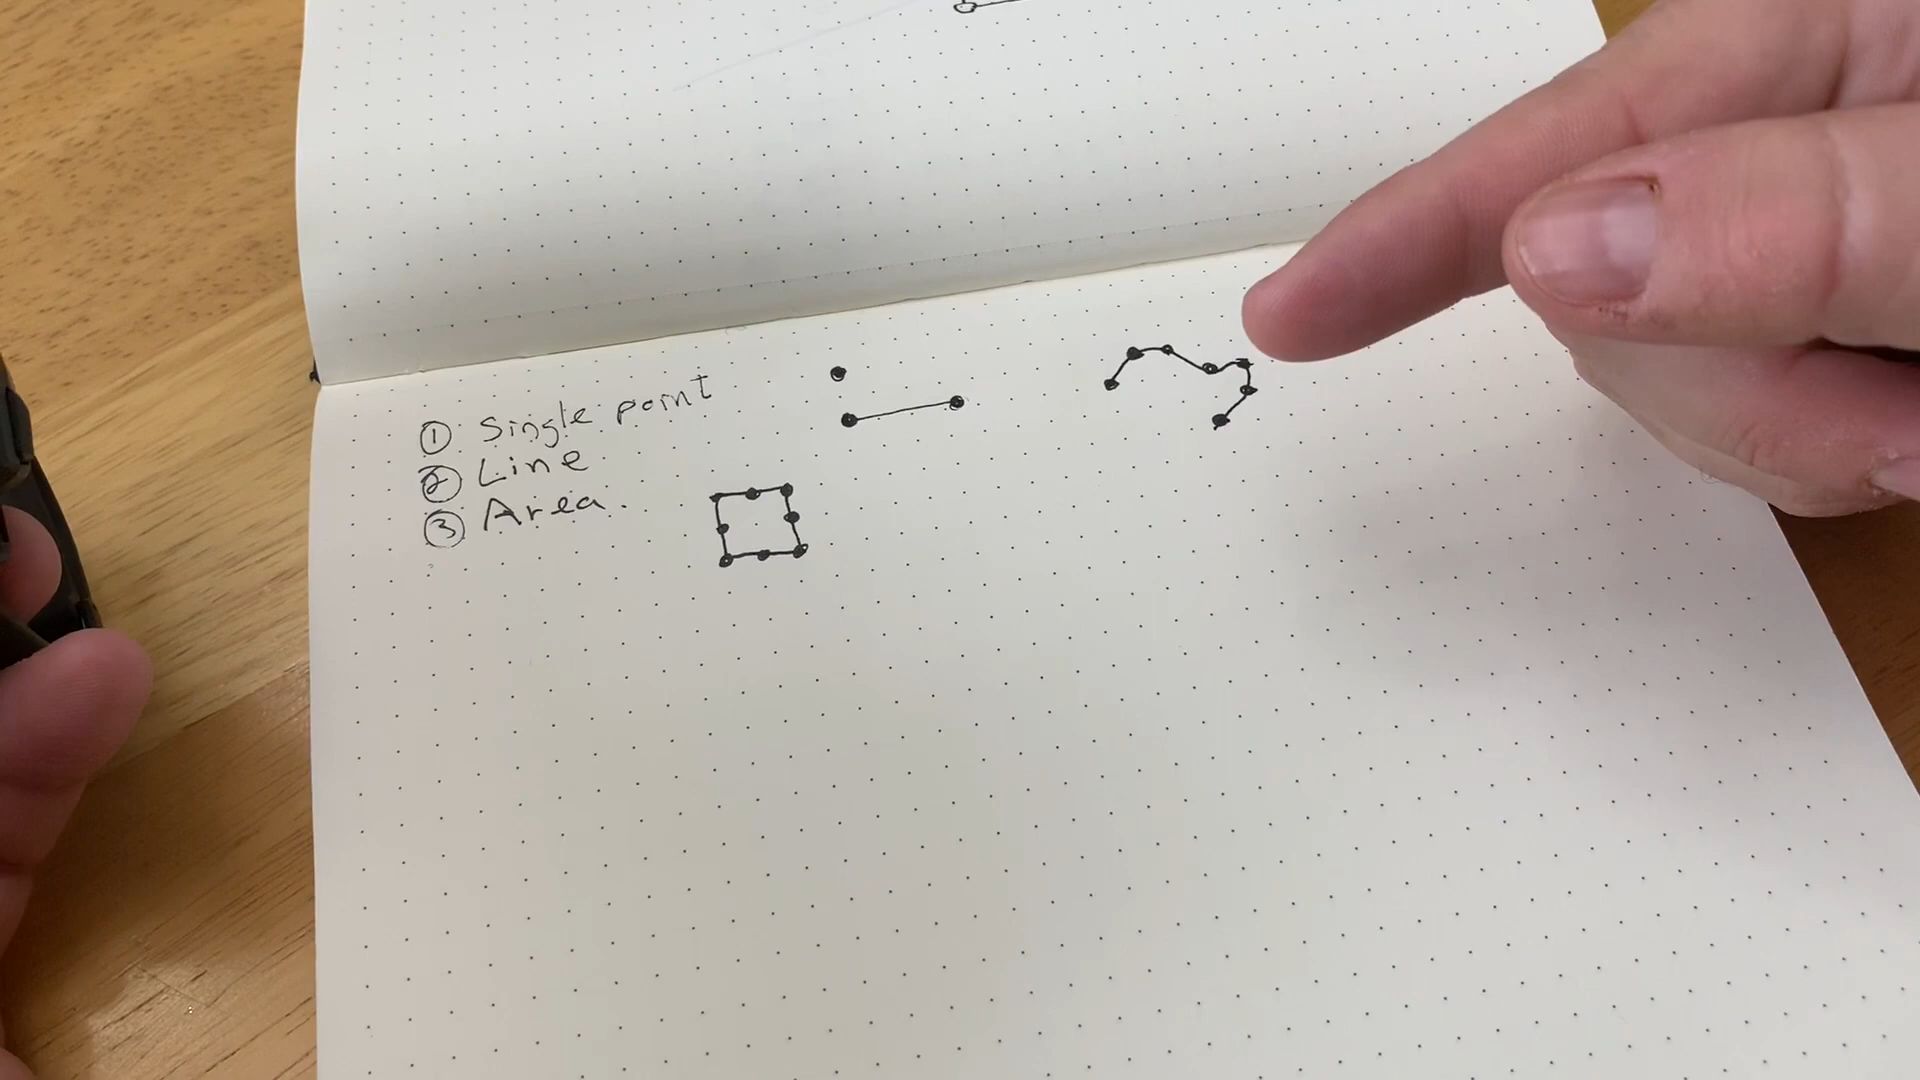 ① Single point
② Line
③ Area.